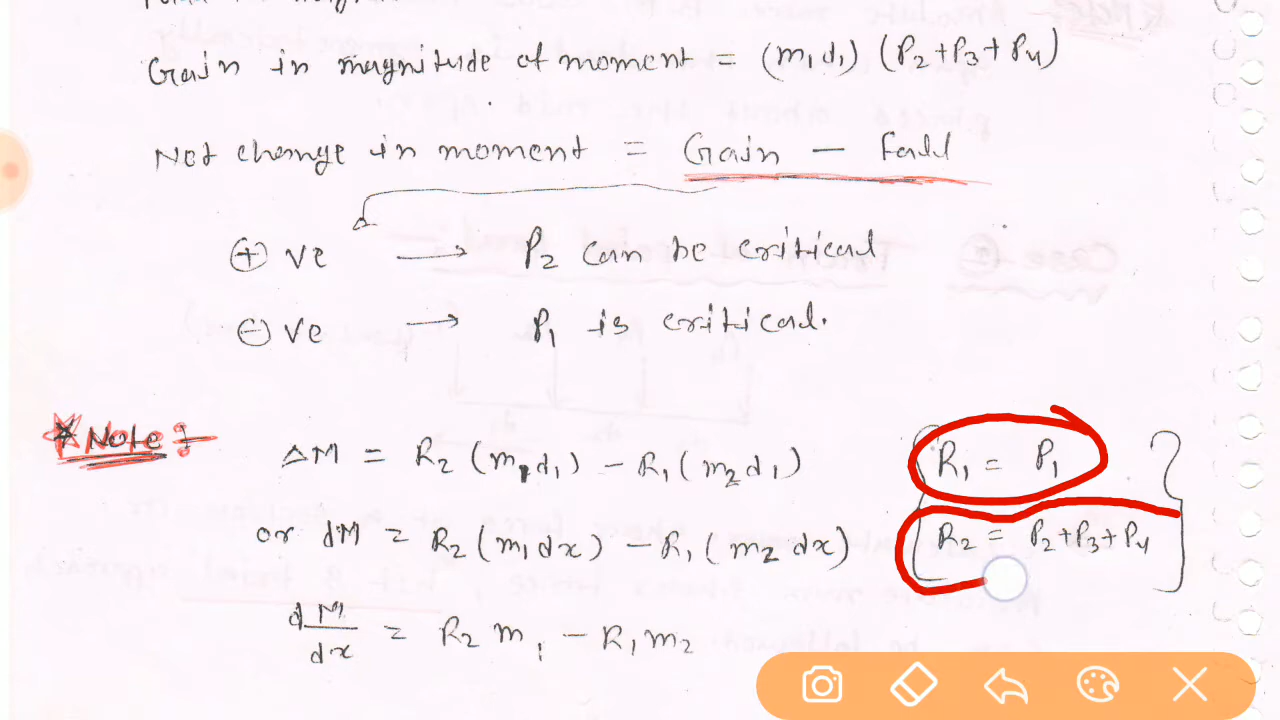 Gain in magnitude of moment = (m₁d₁) (P₂+P₃+P₄)
Net change in moment = Gain - Fall
⊕ ve → P₂ can be critical
⊖ ve → P₁ is critical.
* Note :-
ΔM = R₂ (m₁d₁) - R₁ (m₂d₁) { R₁ = P₁
or dM = R₂ (m₁dx) - R₁ (m₂dx) R₂ = P₂+P₃+P₄ }
dM/dx = R₂ m₁ - R₁ m₂